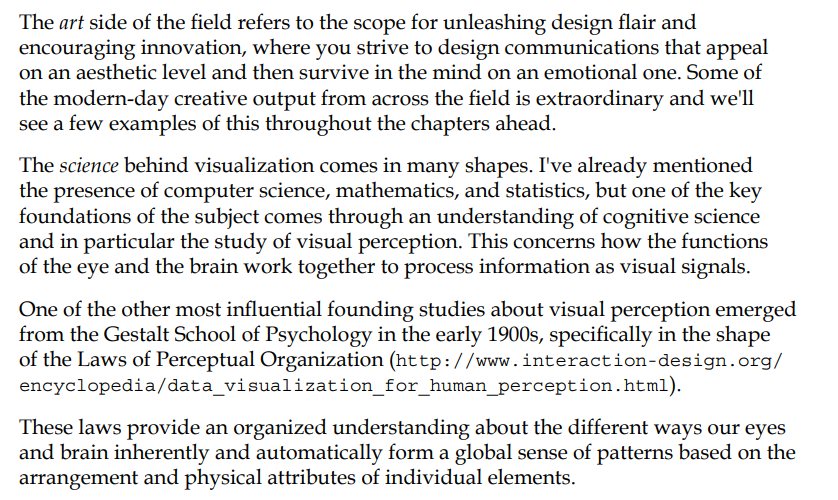 The art side of the field refers to the scope for unleashing design flair and
encouraging innovation, where you strive to design communications that appeal
on an aesthetic level and then survive in the mind on an emotional one. Some of
the modern-day creative output from across the field is extraordinary and we'll
see a few examples of this throughout the chapters ahead.
The science behind visualization comes in many shapes. I've already mentioned
the presence of computer science, mathematics, and statistics, but one of the key
foundations of the subject comes through an understanding of cognitive science
and in particular the study of visual perception. This concerns how the functions
of the eye and the brain work together to process information as visual signals.
One of the other most influential founding studies about visual perception emerged
from the Gestalt School of Psychology in the early 1900s, specifically in the shape
of the Laws of Perceptual Organization (http://www.interaction-design.org/
encyclopedia/data_visualization_for_human_perception.html).
These laws provide an organized understanding about the different ways our eyes
and brain inherently and automatically form a global sense of patterns based on the
arrangement and physical attributes of individual elements.